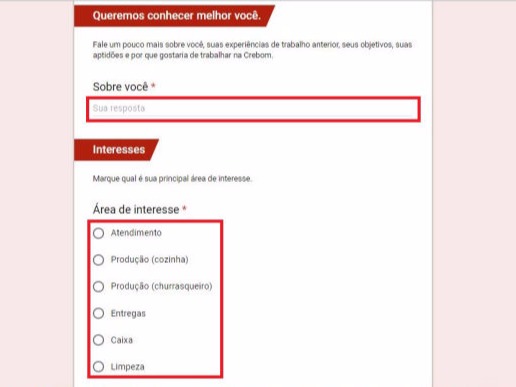 Queremos conhecer melhor você.
Fale um pouco mais sobre você, suas experiências de trabalho anterior, seus objetivos, suas
aptidões e por que gostaria de trabalhar na Crebom.
Sobre você *
Sua resposta
Interesses
Marque qual é sua principal área de interesse.
Área de interesse *
Atendimento
Produção (cozinha)
Produção (churrasqueiro)
Entregas
Caixa
Limpeza